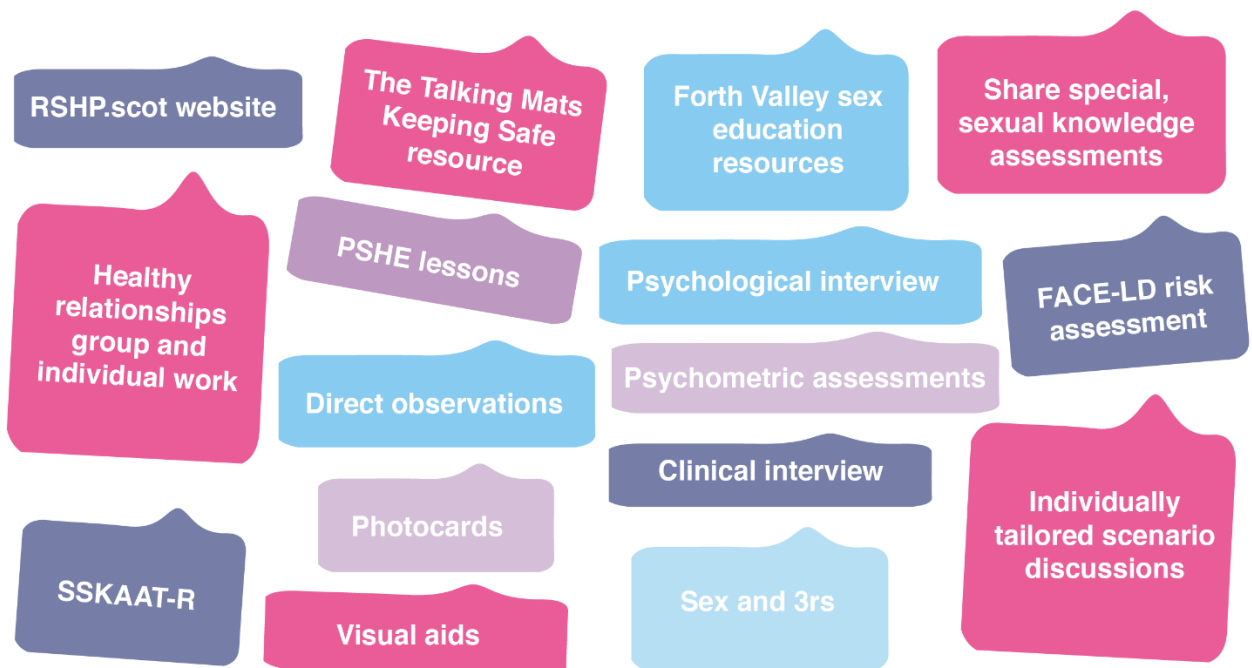 RSHP.scot website
The Talking Mats
Keeping Safe
resource
Forth Valley sex
education
resources
Share special,
sexual knowledge
assessments
Healthy
relationships
group and
individual work
PSHE lessons
Psychological interview
FACE-LD risk
assessment
Direct observations
Psychometric assessments
Clinical interview
Individually
tailored scenario
discussions
Photocards
SSKAAT-R
Visual aids
Sex and 3rs